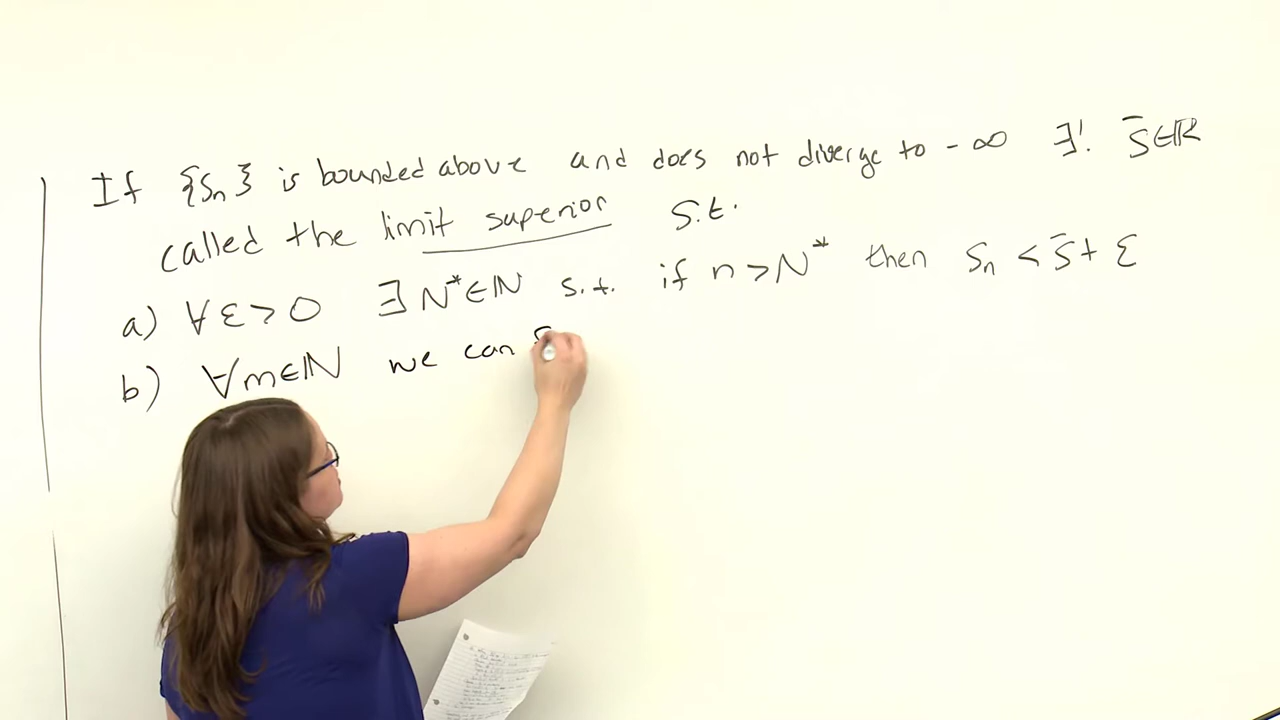 If {Sₙ} is bounded above and does not diverge to -∞ ∃! S̄∈ℝ
called the limit superior s.t.
a) ∀ε>0 ∃N*∈ℕ s.t. if n>N* then Sₙ < S̄+ε
b) ∀m∈ℕ we can